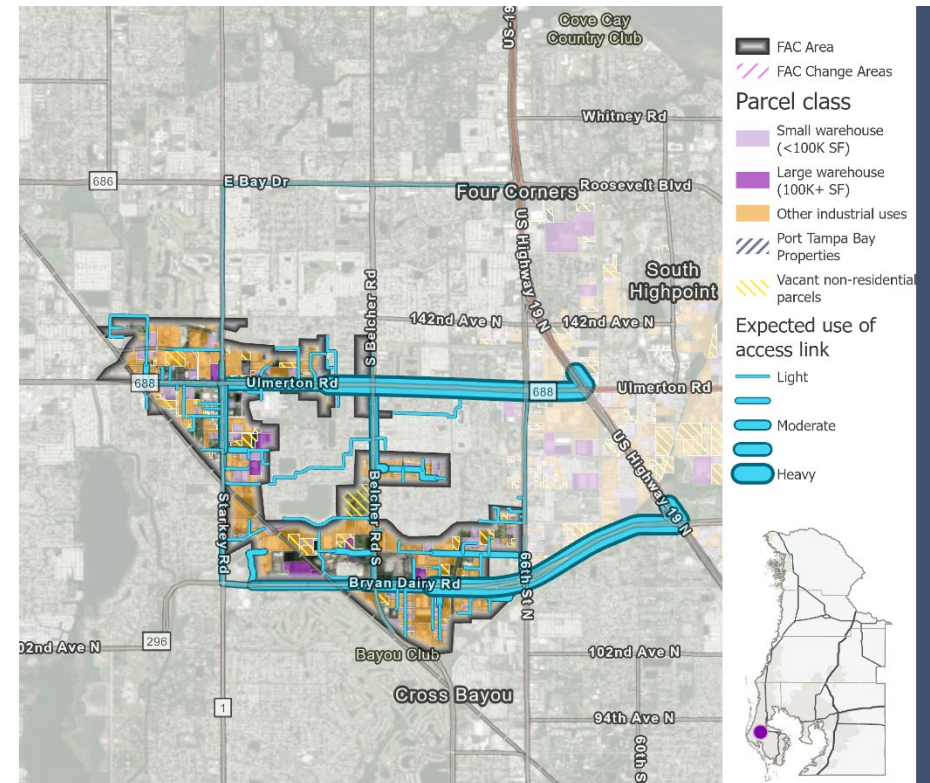 US-19
Cove Cay
Country Club
Whitney Rd
686
E Bay Dr
Four Corners
Roosevelt Blvd
US Highway 19 N
South
Highpoint
S Belcher Rd
142nd Ave N
142nd Ave N
688
Ulmerton Rd
688
Ulmerton Rd
US Highway 19 N
Starkey Rd
Belcher Rd S
66th St N
Bryan Dairy Rd
296
02nd Ave N
Bayou Club
102nd Ave N
Cross Bayou
1
94th Ave N
60th S
FAC Area
FAC Change Areas
Parcel class
Small warehouse
(<100K SF)
Large warehouse
(100K+ SF)
Other industrial uses
Port Tampa Bay
Properties
Vacant non-residential
parcels
Expected use of
access link
Light
Moderate
Heavy